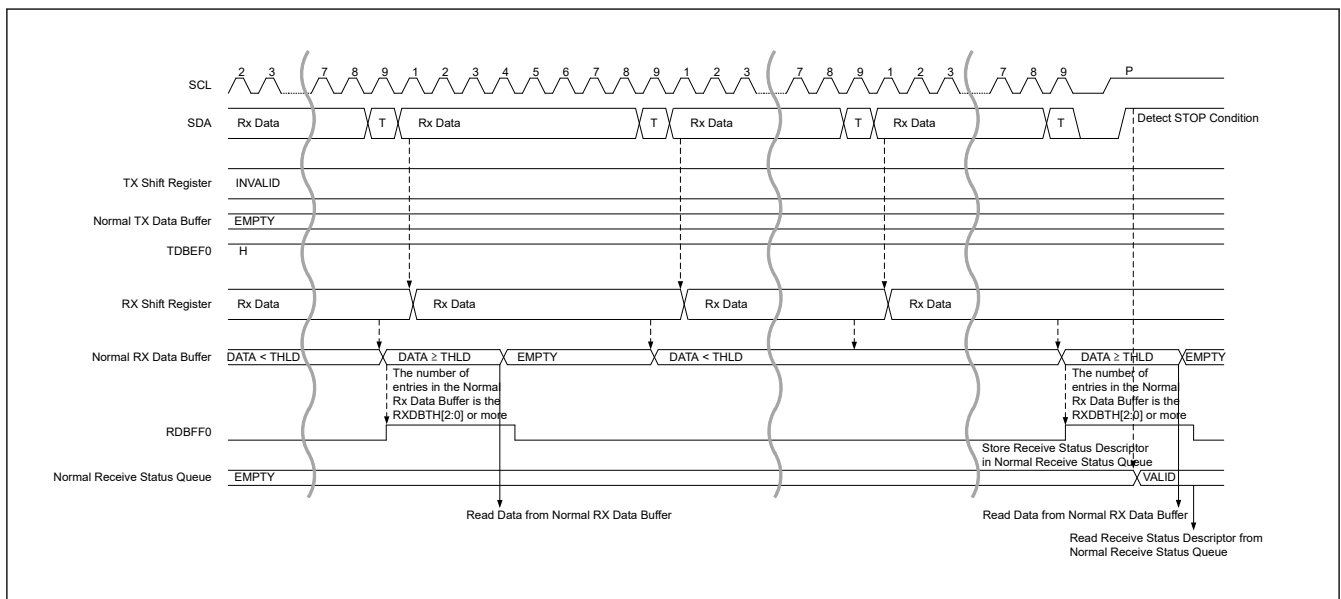 SCL 2 3 7 8 9 1 2 3 4 5 6 7 8 9 1 2 3 7 8 9 1 2 3 7 8 9 P
SDA Rx Data T Rx Data T Rx Data T Rx Data T Detect STOP Condition
TX Shift Register INVALID
Normal TX Data Buffer EMPTY
TDBEF0 H
RX Shift Register Rx Data Rx Data Rx Data Rx Data
Normal RX Data Buffer DATA < THLD DATA ≥ THLD EMPTY DATA < THLD DATA ≥ THLD EMPTY
The number of
entries in the Normal
Rx Data Buffer is the
RXDBTH[2:0] or more
The number of
entries in the Normal
Rx Data Buffer is the
RXDBTH[2:0] or more
RDBFF0
Store Receive Status Descriptor
in Normal Receive Status Queue
Normal Receive Status Queue EMPTY VALID
Read Data from Normal RX Data Buffer Read Data from Normal RX Data Buffer
Read Receive Status Descriptor from
Normal Receive Status Queue